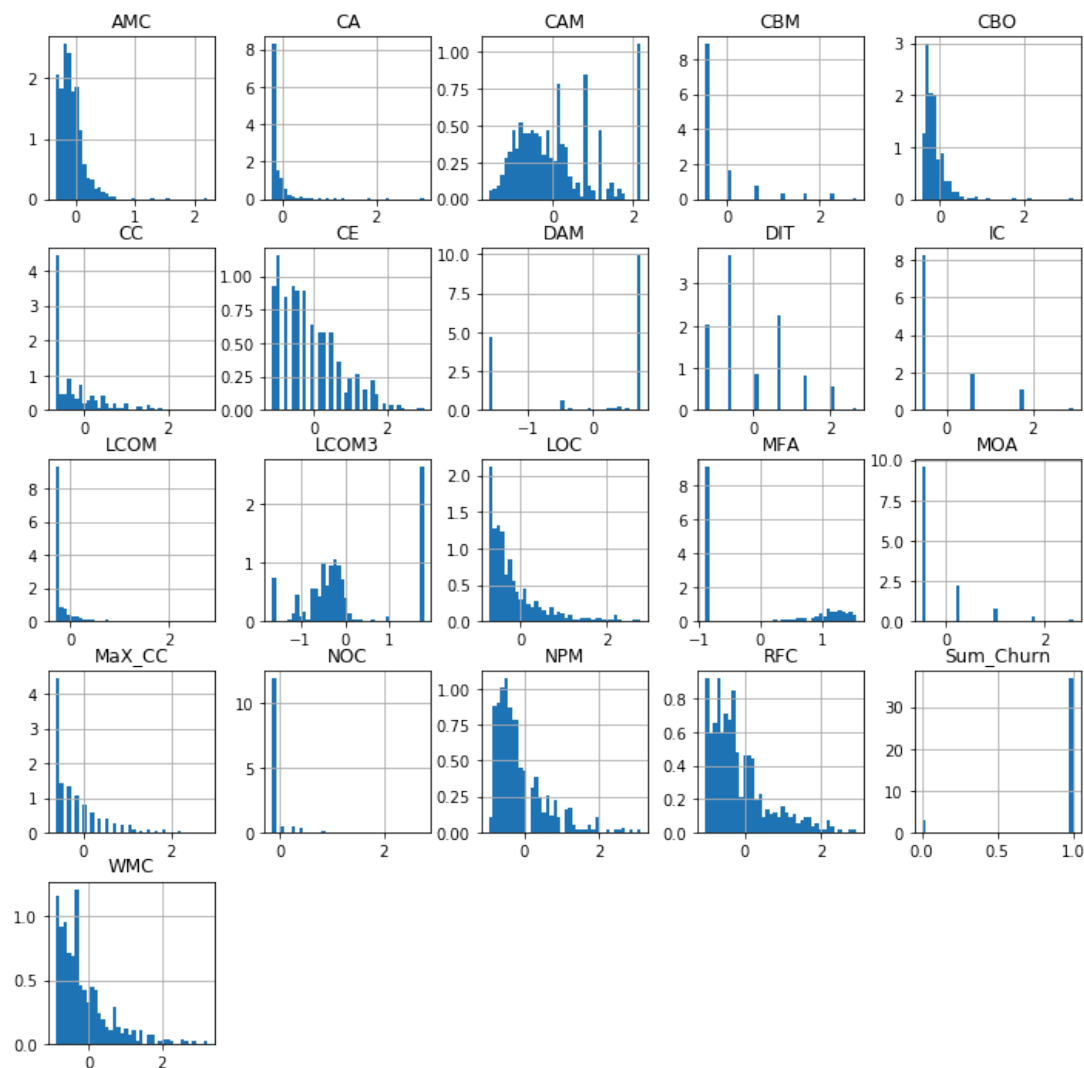 AMC CA CAM CBM CBO
2 1 0
8 6 4 2 0
1.00 0.75 0.50 0.25 0.00
8 6 4 2 0
3 2 1 0
0 1 2
0 2
0 2
0 2
0 2
CC CE DAM DIT IC
4 3 2 1 0
1.00 0.75 0.50 0.25 0.00
10.0 7.5 5.0 2.5 0.0
3 2 1 0
8 6 4 2 0
0 2
0 2
−1 0
0 2
0 2
LCOM LCOM3 LOC MFA MOA
8 6 4 2 0
2 1 0
2.0 1.5 1.0 0.5 0.0
8 6 4 2 0
10.0 7.5 5.0 2.5 0.0
0 2
−1 0 1
0 2
−1 0 1
0 2
MaX_CC NOC NPM RFC Sum_Churn
4 3 2 1 0
10 5 0
1.00 0.75 0.50 0.25 0.00
0.8 0.6 0.4 0.2 0.0
30 20 10 0
0 2
0 2
0 2
0 2
0.0 0.5 1.0
WMC
1.0 0.5 0.0
0 2